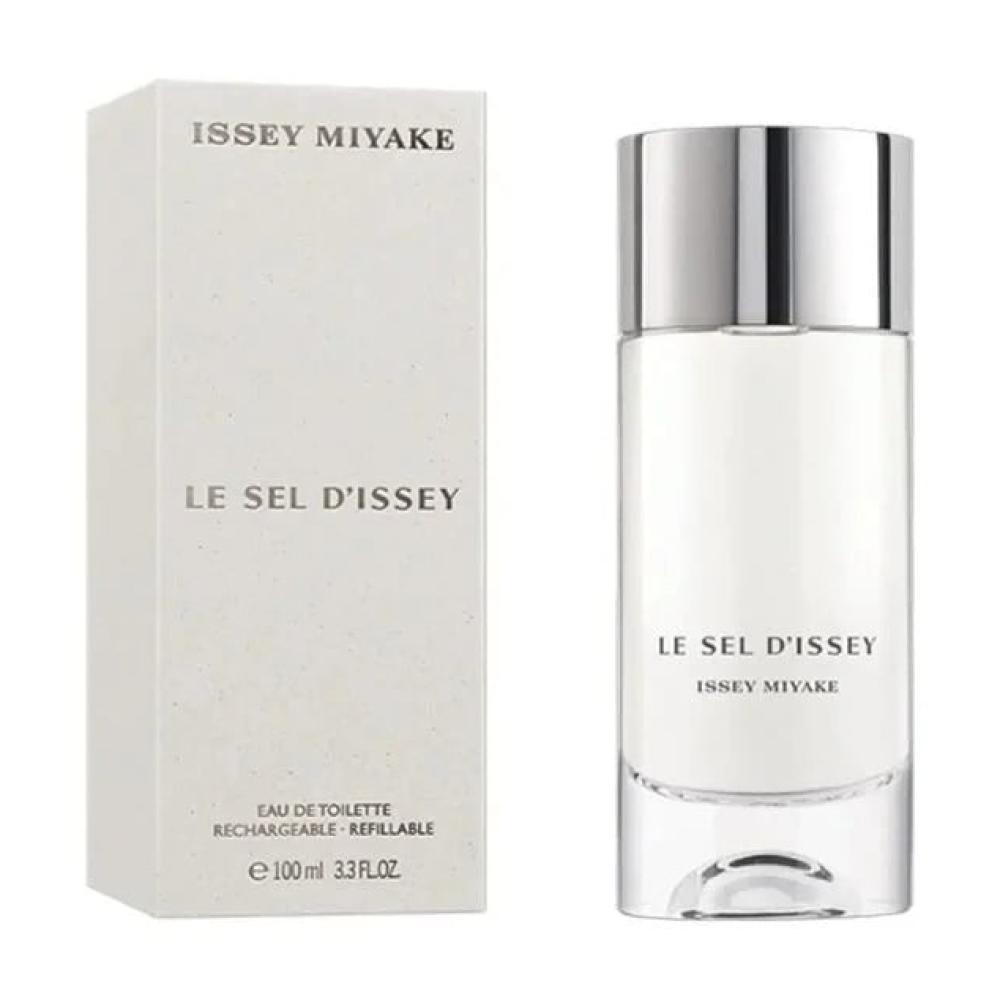 ISSEY MIYAKE
LE SEL D'ISSEY
EAU DE TOILETTE
RECHARGEABLE · REFILLABLE
℮ 100 ml 3.3 FL.OZ.
LE SEL D'ISSEY
ISSEY MIYAKE